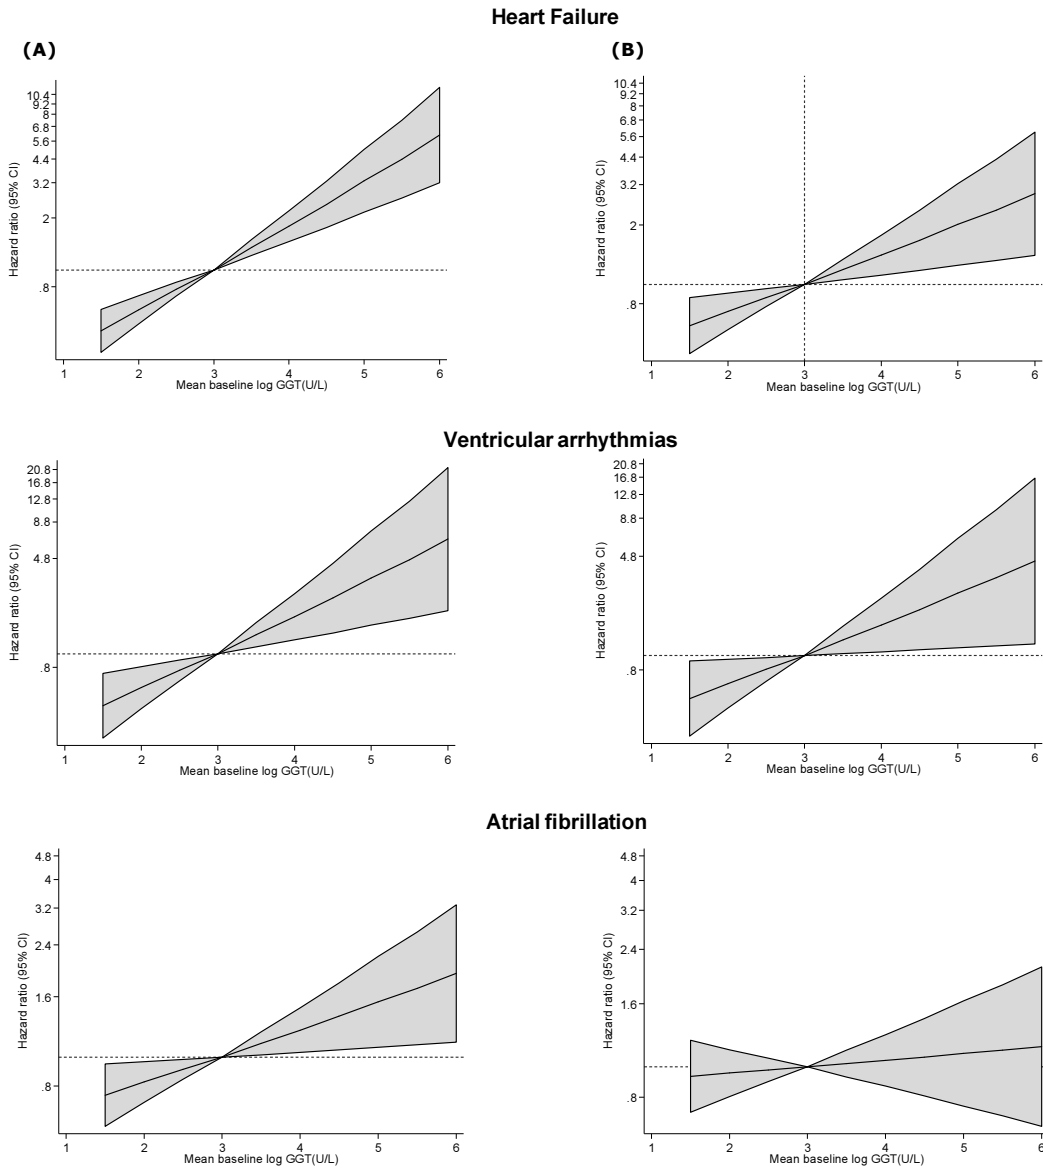 Heart Failure
(A)
(B)
Hazard ratio (95% CI)
10.4
9.2
8
6.8
5.6
4.4
3.2
2
.8
1 2 3 4 5 6
Mean baseline log GGT(U/L)
Hazard ratio (95% CI)
10.4
9.2
8
6.8
5.6
4.4
3.2
2
.8
1 2 3 4 5 6
Mean baseline log GGT(U/L)
Ventricular arrhythmias
Hazard ratio (95% CI)
20.8
16.8
12.8
8.8
4.8
.8
1 2 3 4 5 6
Mean baseline log GGT(U/L)
Hazard ratio (95% CI)
20.8
16.8
12.8
8.8
4.8
.8
1 2 3 4 5 6
Mean baseline log GGT(U/L)
Atrial fibrillation
Hazard ratio (95% CI)
4.8
4
3.2
2.4
1.6
.8
1 2 3 4 5 6
Mean baseline log GGT(U/L)
Hazard ratio (95% CI)
4.8
4
3.2
2.4
1.6
.8
1 2 3 4 5 6
Mean baseline log GGT(U/L)